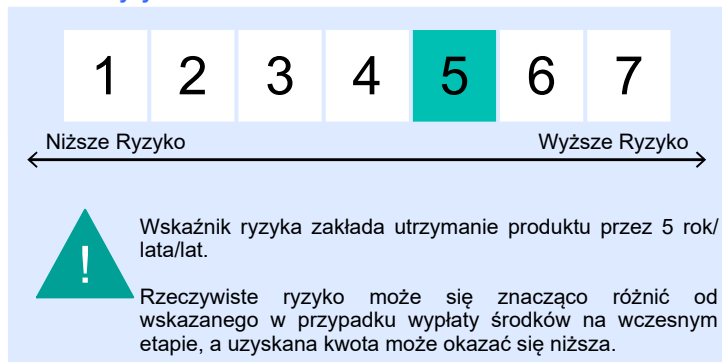 1 2 3 4 5 6 7
Niższe Ryzyko Wyższe Ryzyko
!
Wskaźnik ryzyka zakłada utrzymanie produktu przez 5 rok/
lata/lat.
Rzeczywiste ryzyko może się znacząco różnić od
wskazanego w przypadku wypłaty środków na wczesnym
etapie, a uzyskana kwota może okazać się niższa.